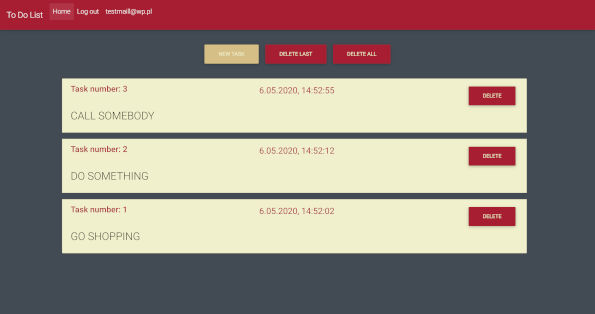 To Do List Home Log out testmaill@wp.pl
NEW TASK DELETE LAST DELETE ALL
Task number: 3 6.05.2020, 14:52:55 DELETE
CALL SOMEBODY
Task number: 2 6.05.2020, 14:52:12 DELETE
DO SOMETHING
Task number: 1 6.05.2020, 14:52:02 DELETE
GO SHOPPING